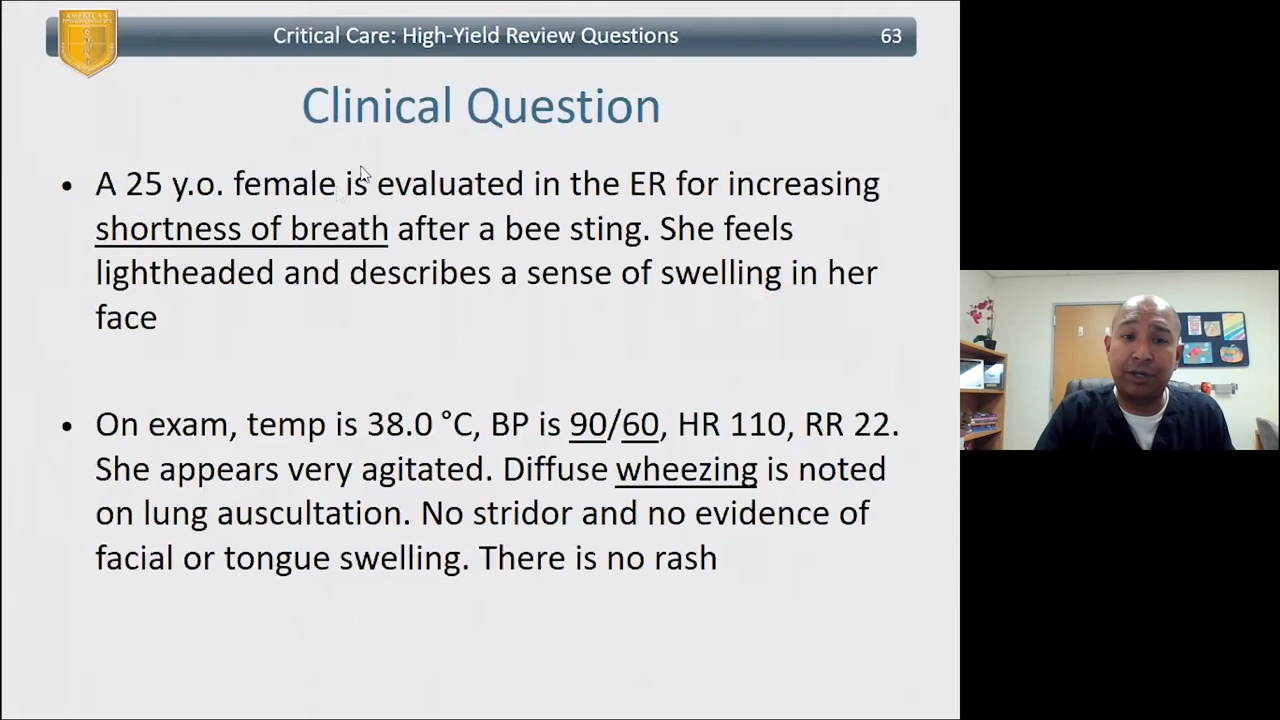 AMERICAN
Critical Care: High-Yield Review Questions 63
Clinical Question
• A 25 y.o. female is evaluated in the ER for increasing
shortness of breath after a bee sting. She feels
lightheaded and describes a sense of swelling in her
face
• On exam, temp is 38.0 °C, BP is 90/60, HR 110, RR 22.
She appears very agitated. Diffuse wheezing is noted
on lung auscultation. No stridor and no evidence of
facial or tongue swelling. There is no rash